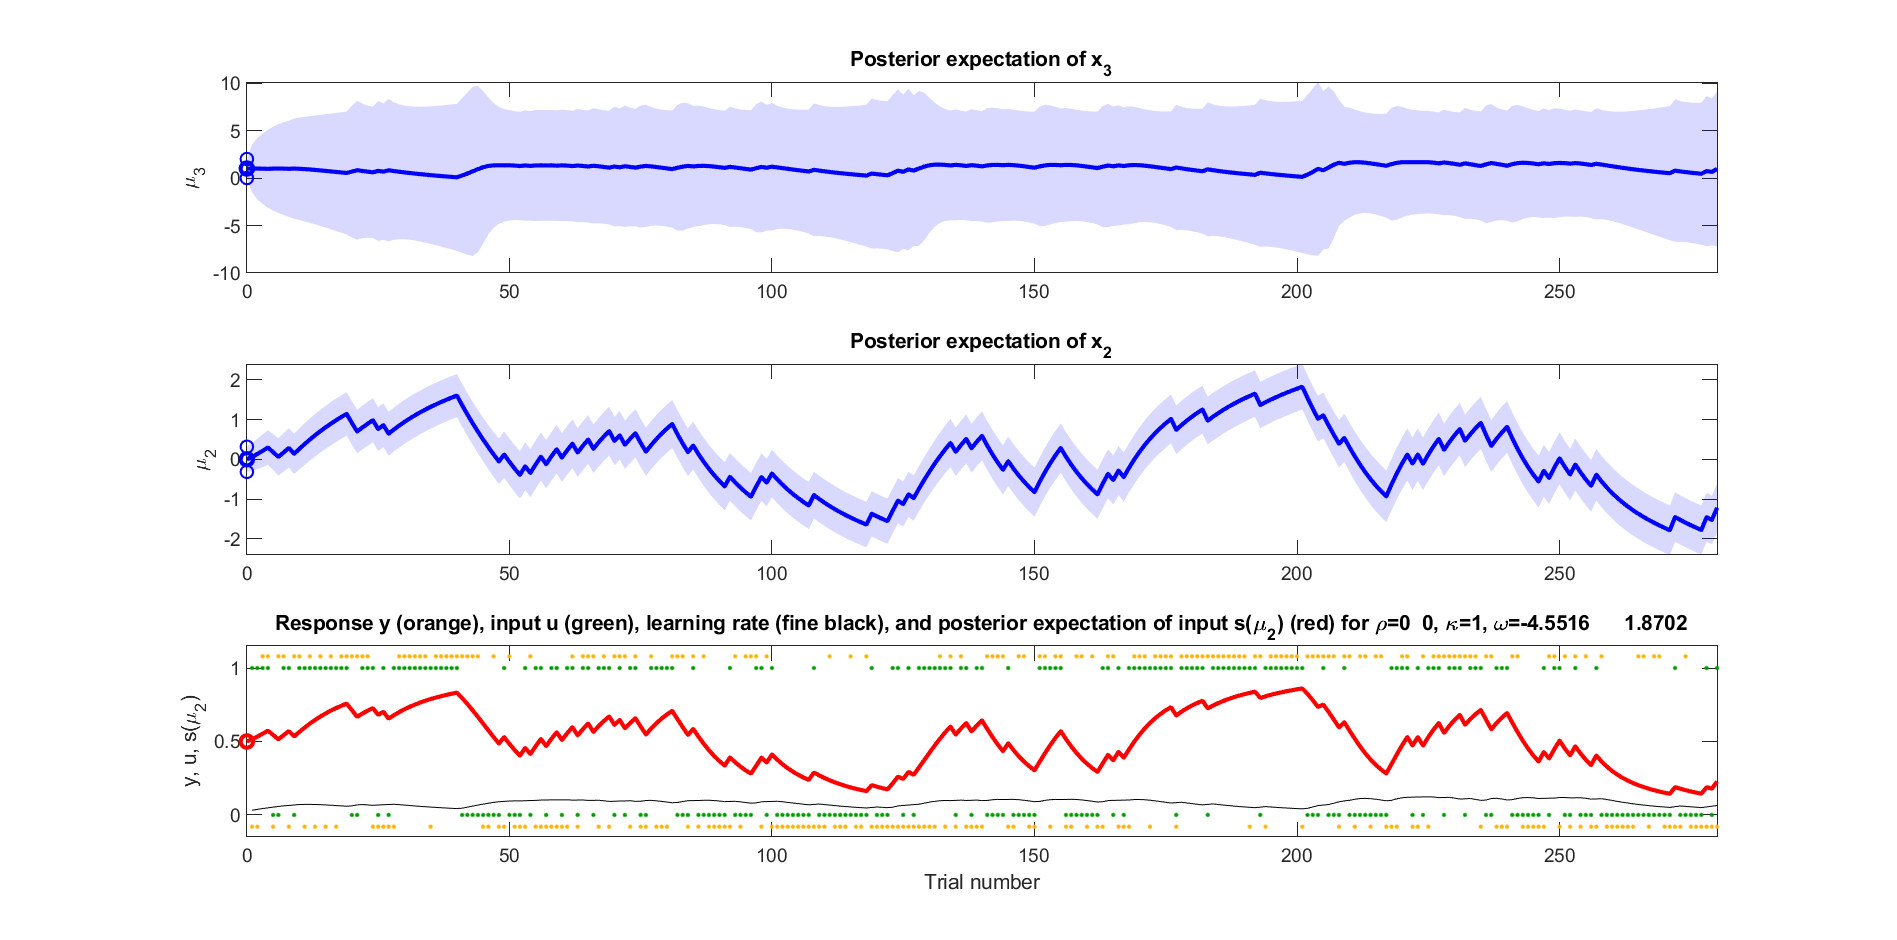 Posterior expectation of x3
10
5
0
-5
-10
μ3
0 50 100 150 200 250
Posterior expectation of x2
2
1
0
-1
-2
μ2
0 50 100 150 200 250
Response y (orange), input u (green), learning rate (fine black), and posterior expectation of input s(μ2) (red) for ρ=0 0, κ=1, ω=-4.5516 1.8702
1
0.5
0
y, u, s(μ2)
0 50 100 150 200 250
Trial number